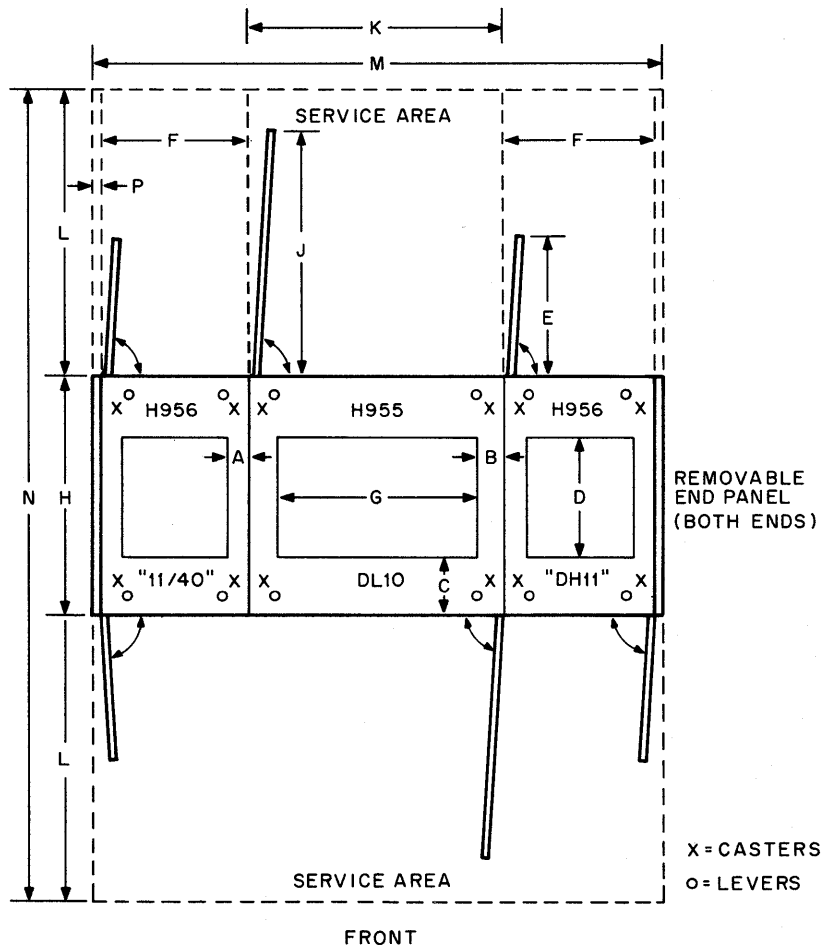 K
M
SERVICE AREA
F
F
P
L
J
E
H956
H955
H956
X
X
X
X
X
X
A
B
N
H
G
D
REMOVABLE
END PANEL
(BOTH ENDS)
C
X
"11/40"
X
X
DL10
X
X
"DH11"
X
L
X = CASTERS
O = LEVERS
SERVICE AREA
FRONT